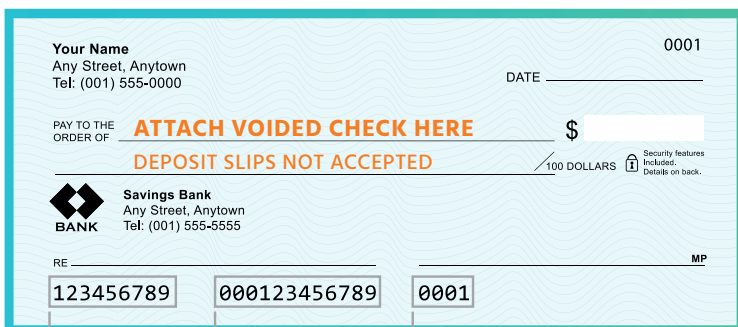 Your Name
Any Street, Anytown
Tel: (001) 555-0000
0001
DATE
PAY TO THE
ORDER OF
ATTACH VOIDED CHECK HERE
$
DEPOSIT SLIPS NOT ACCEPTED
/100 DOLLARS
Security features
Included.
Details on back.
BANK
Savings Bank
Any Street, Anytown
Tel: (001) 555-5555
RE
MP
123456789 000123456789 0001